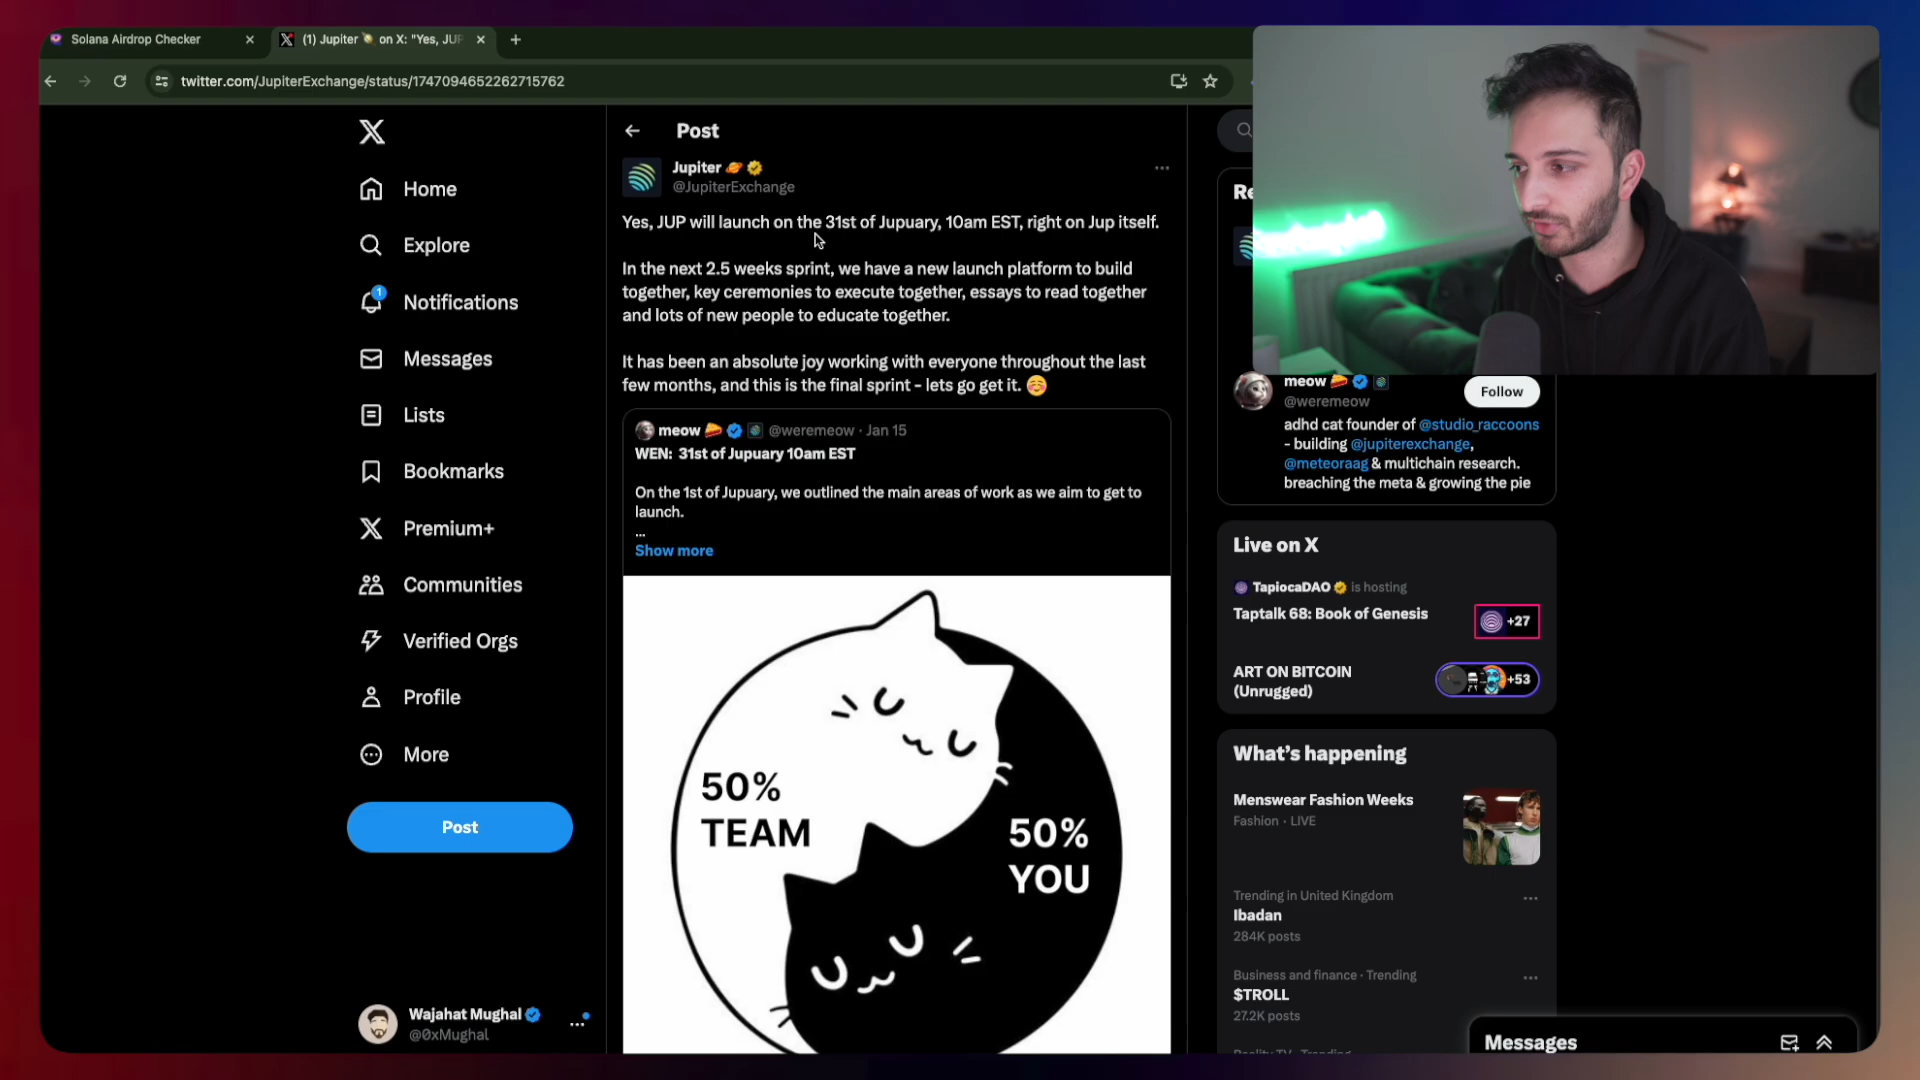 Solana Airdrop Checker
(1) Jupiter 🪐 on X: "Yes, JUP
twitter.com/JupiterExchange/status/1747094652262715762
Home
Explore
1
Notifications
Messages
Lists
Bookmarks
Premium+
Communities
Verified Orgs
Profile
More
Post
Wajahat Mughal
@0xMughal
Post
Jupiter 🪐
@JupiterExchange
Yes, JUP will launch on the 31st of Jupuary, 10am EST, right on Jup itself.
In the next 2.5 weeks sprint, we have a new launch platform to build
together, key ceremonies to execute together, essays to read together
and lots of new people to educate together.
It has been an absolute joy working with everyone throughout the last
few months, and this is the final sprint - lets go get it. ☺️
meow @weremeow · Jan 15
WEN: 31st of Jupuary 10am EST
On the 1st of Jupuary, we outlined the main areas of work as we aim to get to
launch.
...
Show more
50%
TEAM
50%
YOU
Re
meow
@weremeow
Follow
adhd cat founder of @studio_raccoons
- building @jupiterexchange,
@meteoraag & multichain research.
breaching the meta & growing the pie
Live on X
TapiocaDAO is hosting
Taptalk 68: Book of Genesis
+27
ART ON BITCOIN
(Unrugged)
+53
What's happening
Menswear Fashion Weeks
Fashion · LIVE
Trending in United Kingdom
Ibadan
284K posts
Business and finance · Trending
$TROLL
27.2K posts
Messages